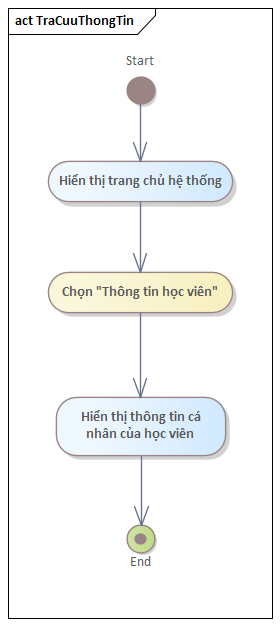 act TraCuuThongTin
Start
Hiển thị trang chủ hệ thống
Chọn "Thông tin học viên"
Hiển thị thông tin cá
nhân của học viên
End